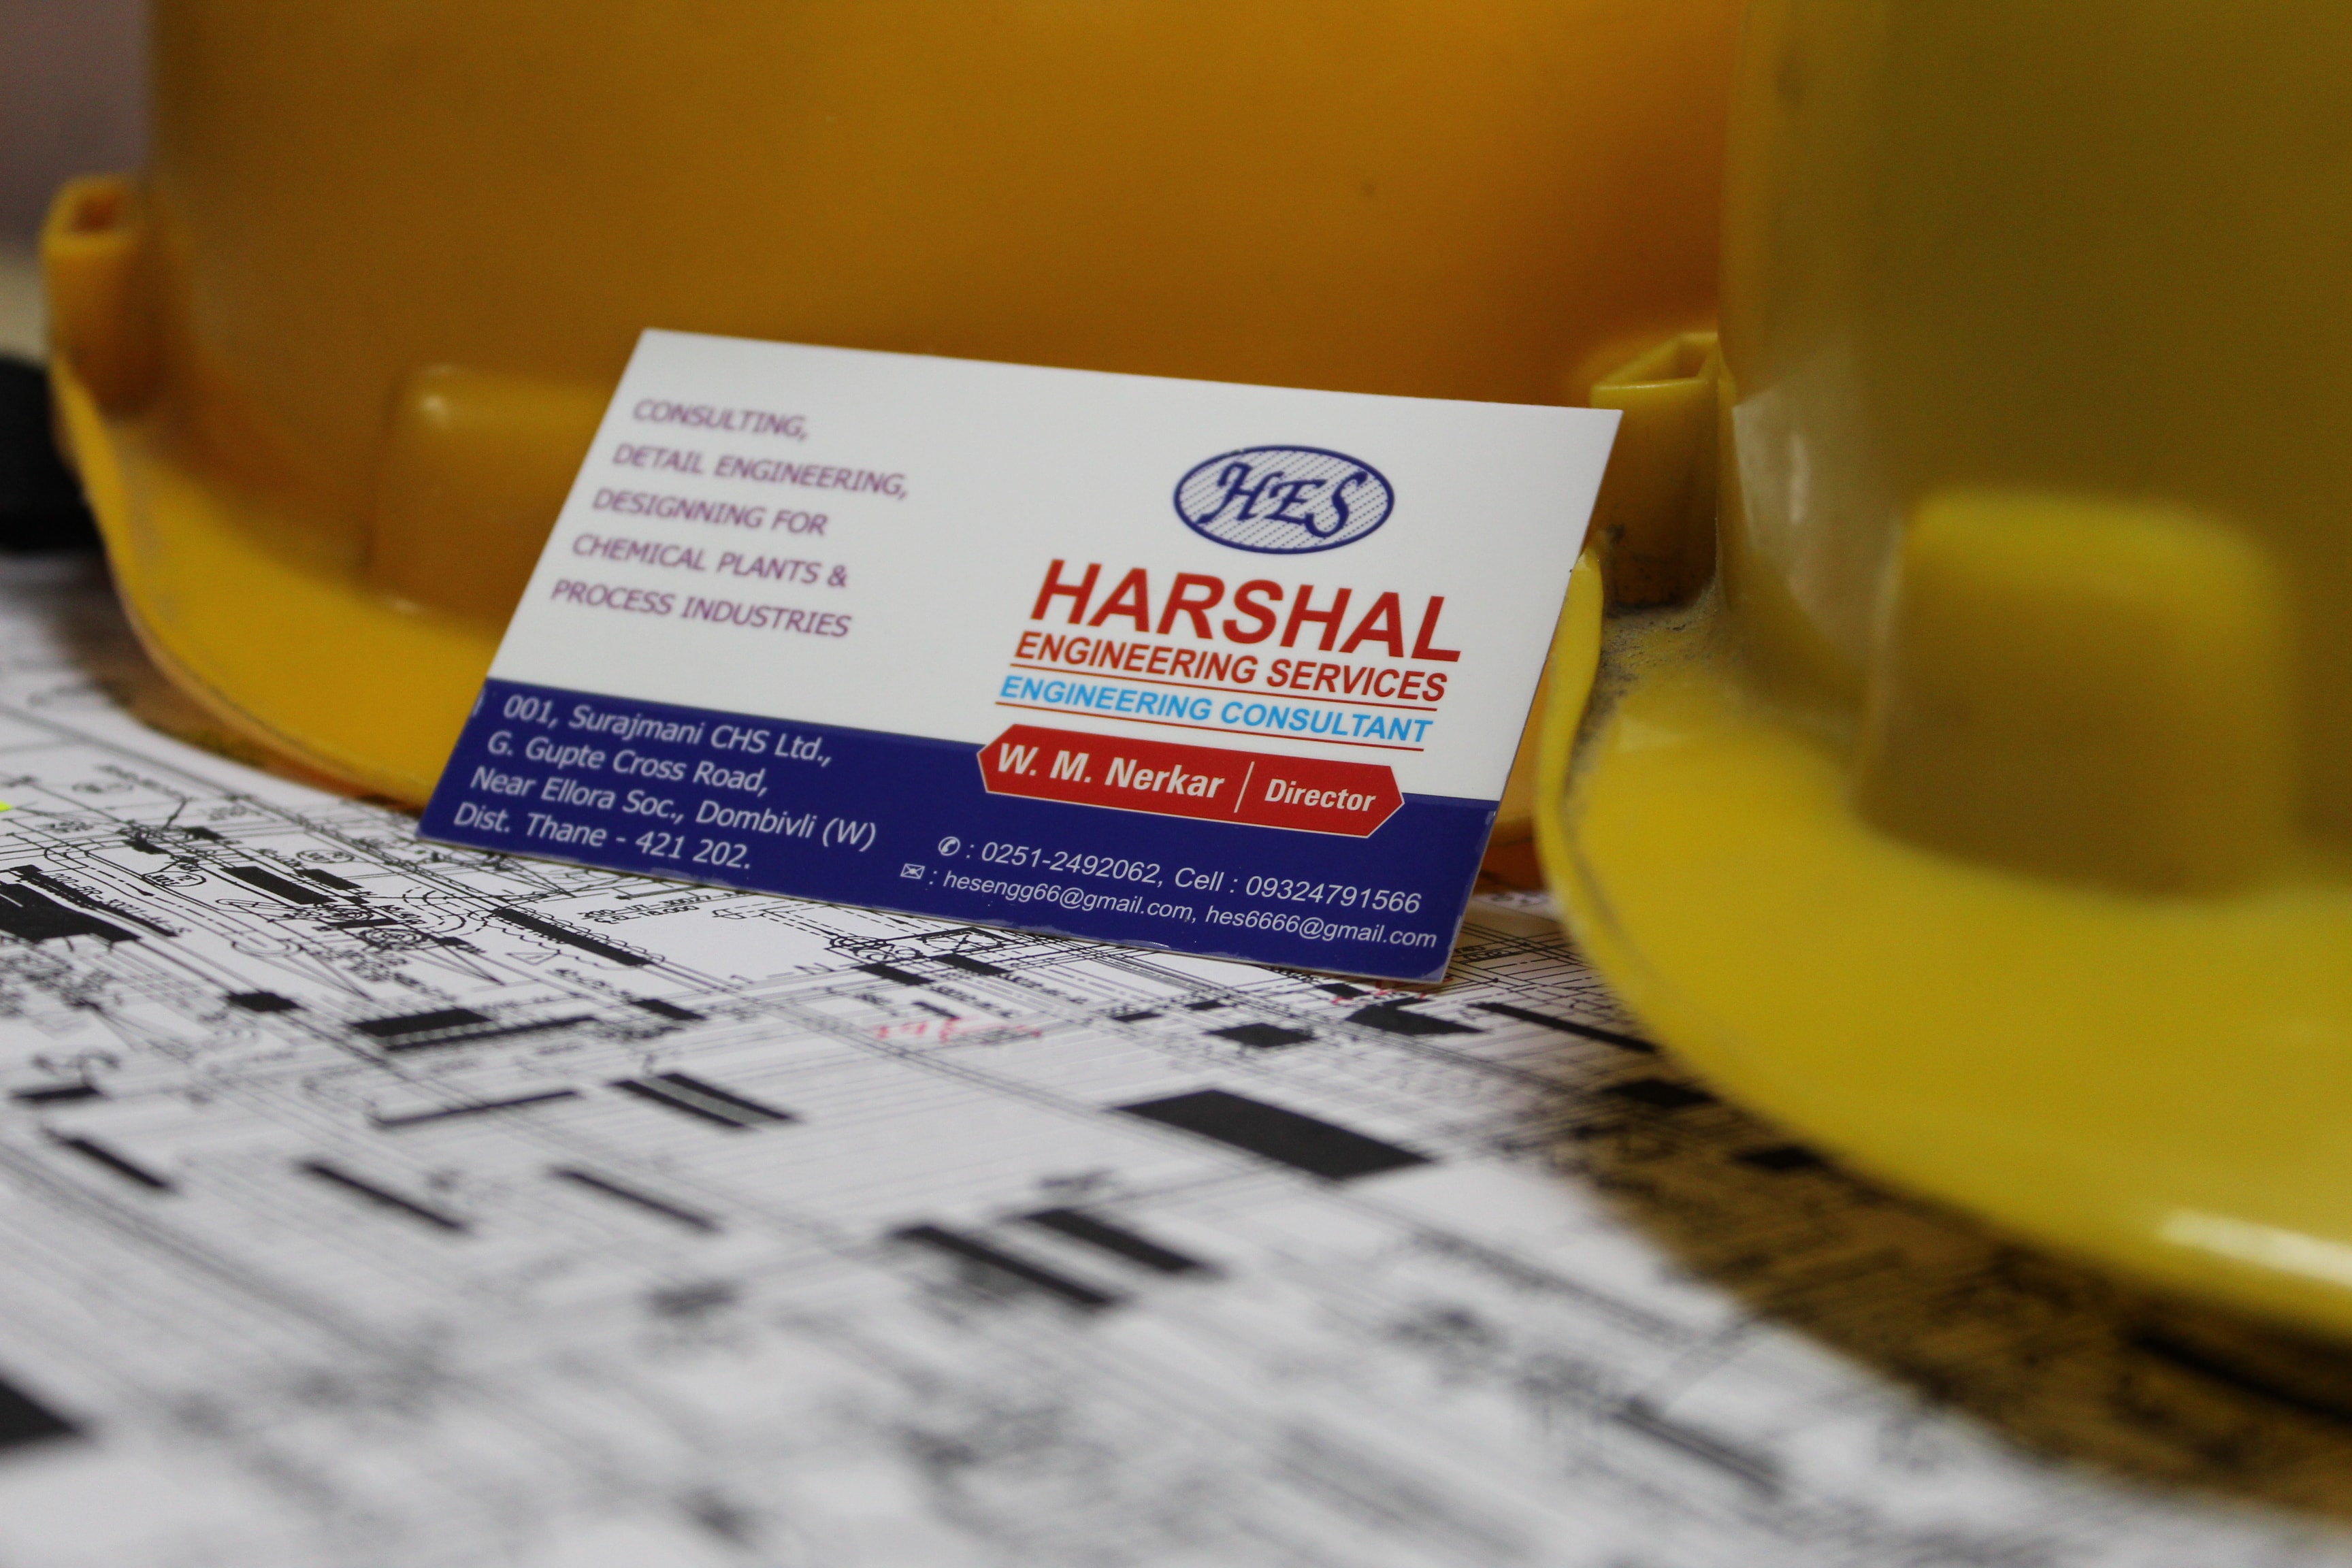 CONSULTING,
DETAIL ENGINEERING,
DESIGNNING FOR
CHEMICAL PLANTS &
PROCESS INDUSTRIES
HES
HARSHAL
ENGINEERING SERVICES
ENGINEERING CONSULTANT
W. M. Nerkar | Director
001, Surajmani CHS Ltd.,
G. Gupte Cross Road,
Near Ellora Soc., Dombivli (W)
Dist. Thane - 421 202.
✆ : 0251-2492062, Cell : 09324791566
✉ : hesengg66@gmail.com, hes6666@gmail.com